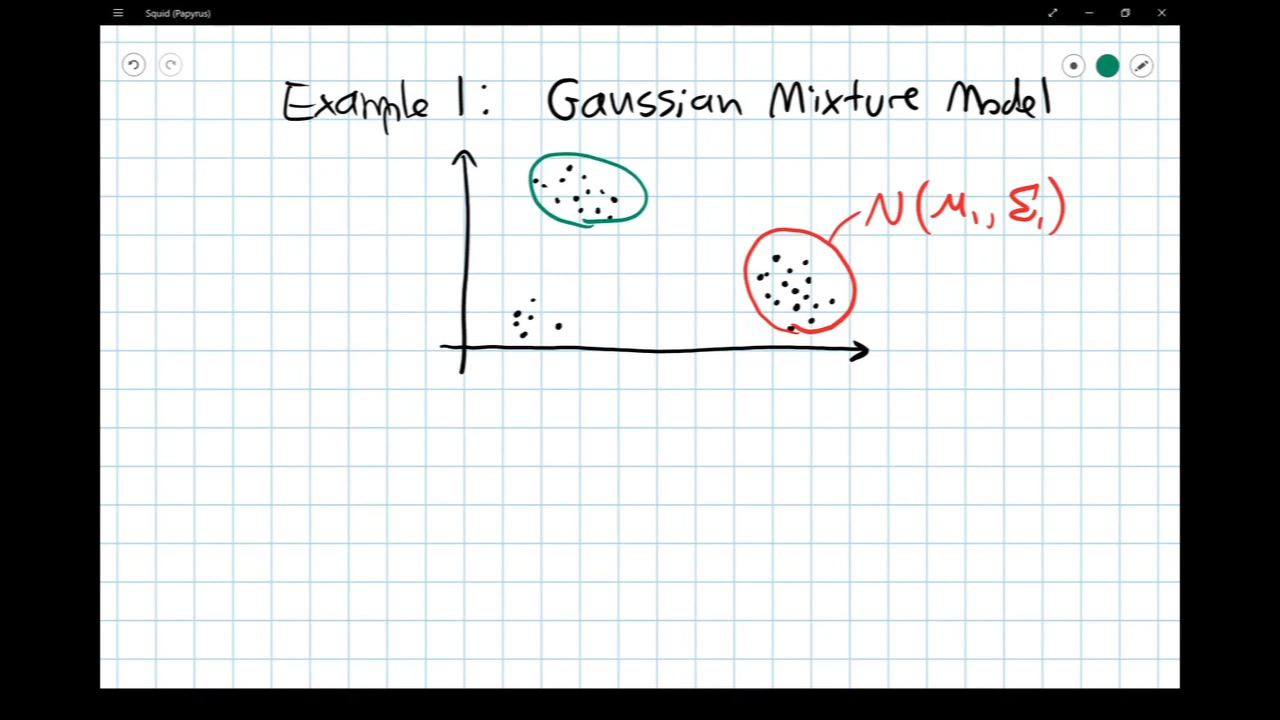 Squid (Papyrus)
Example 1: Gaussian Mixture Model
N(μ₁, Σ₁)